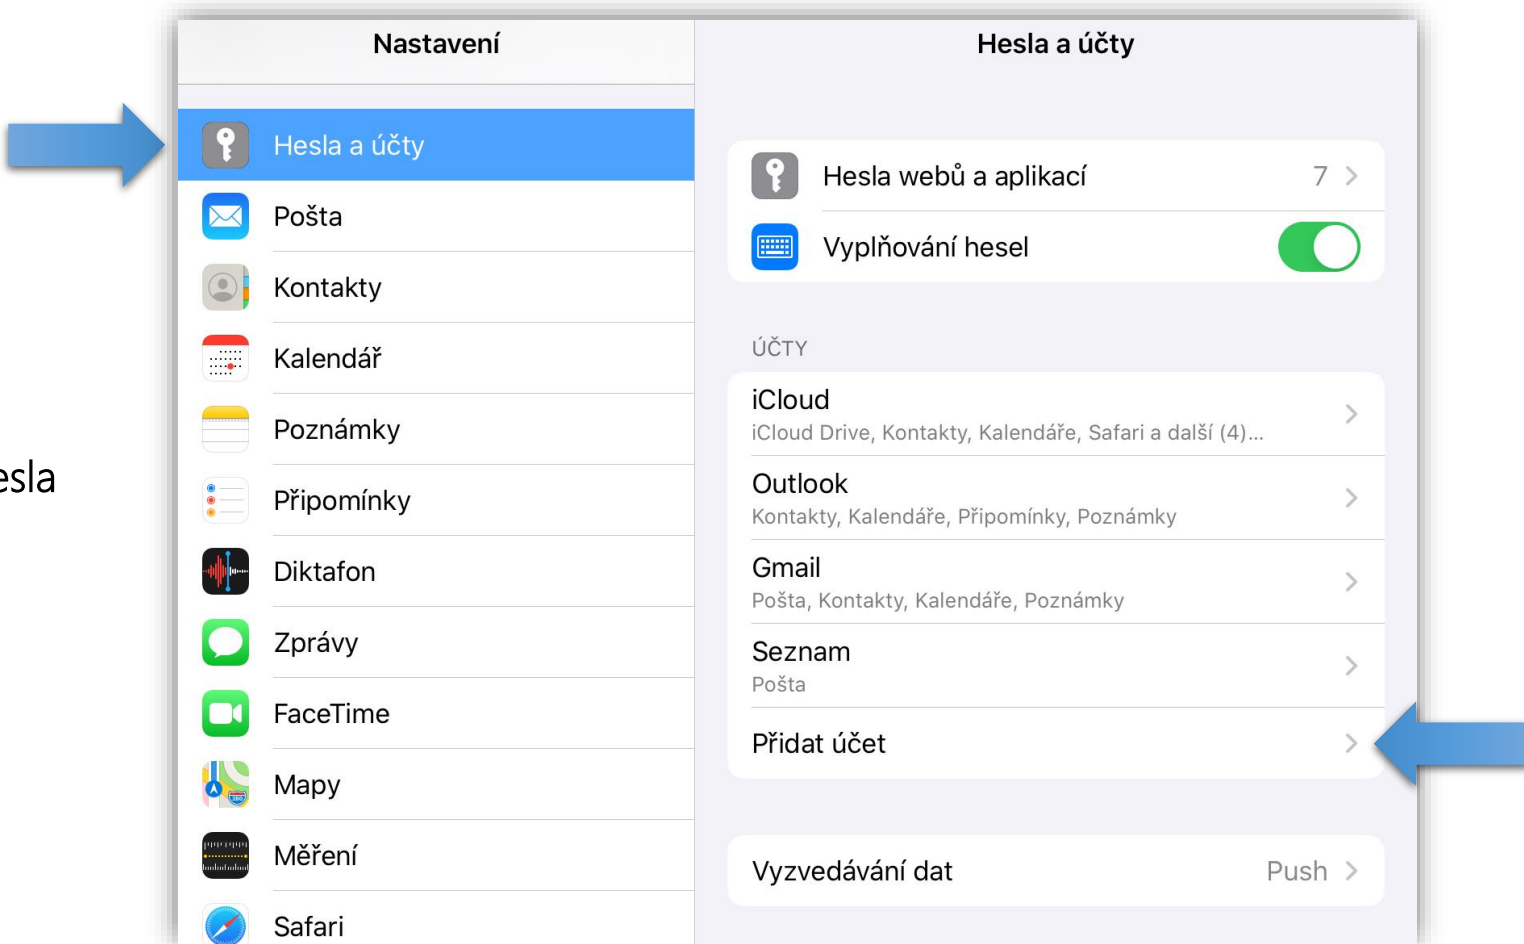 Nastavení
Hesla a účty
Pošta
Kontakty
Kalendář
Poznámky
Připomínky
Diktafon
Zprávy
FaceTime
Mapy
Měření
Safari
Hesla a účty
Hesla webů a aplikací 7
Vyplňování hesel
ÚČTY
iCloud
iCloud Drive, Kontakty, Kalendáře, Safari a další (4)...
Outlook
Kontakty, Kalendáře, Připomínky, Poznámky
Gmail
Pošta, Kontakty, Kalendáře, Poznámky
Seznam
Pošta
Přidat účet
Vyzvedávání dat Push